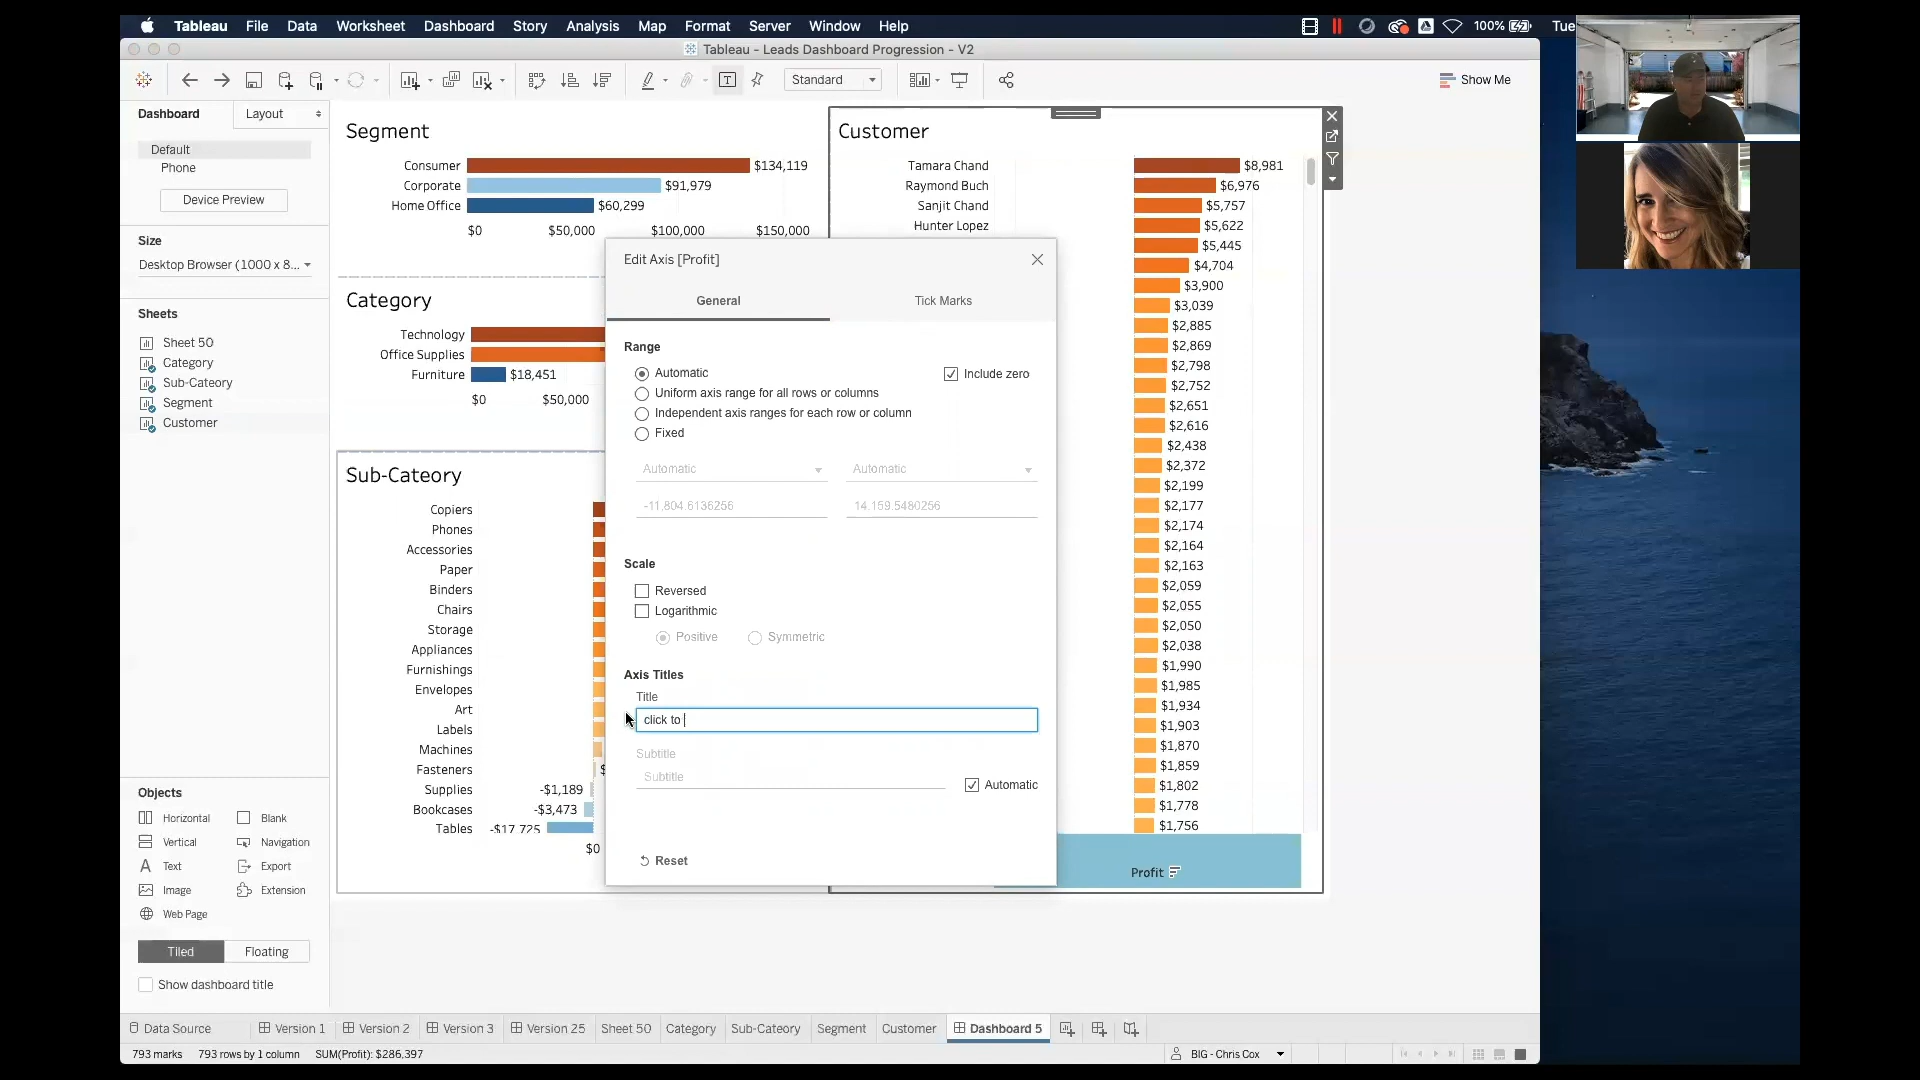 Tableau File Data Worksheet Dashboard Story Analysis Map Format Server Window Help 100% Tue
Tableau - Leads Dashboard Progression - V2
Standard Show Me
Dashboard Layout
Default
Phone
Device Preview
Size
Desktop Browser (1000 x 8...
Sheets
Sheet 50
Category
Sub-Cateory
Segment
Customer
Objects
Horizontal Blank
Vertical Navigation
Text Export
Image Extension
Web Page
Tiled Floating
Show dashboard title
Segment
Consumer $134,119
Corporate $91,979
Home Office $60,299
$0 $50,000 $100,000 $150,000
Category
Technology
Office Supplies
Furniture $18,451
$0 $50,000
Sub-Cateory
Copiers
Phones
Accessories
Paper
Binders
Chairs
Storage
Appliances
Furnishings
Envelopes
Art
Labels
Machines
Fasteners $
Supplies -$1,189
Bookcases -$3,473
Tables -$17,725
$0
Edit Axis [Profit]
General Tick Marks
Range
Automatic Include zero
Uniform axis range for all rows or columns
Independent axis ranges for each row or column
Fixed
Automatic Automatic
-11,804.6136256 14,159.5480256
Scale
Reversed
Logarithmic
Positive Symmetric
Axis Titles
Title
click to
Subtitle
Subtitle Automatic
Reset
Customer
Tamara Chand $8,981
Raymond Buch $6,976
Sanjit Chand $5,757
Hunter Lopez $5,622
$5,445
$4,704
$3,900
$3,039
$2,885
$2,869
$2,798
$2,752
$2,651
$2,616
$2,438
$2,372
$2,199
$2,177
$2,174
$2,164
$2,163
$2,059
$2,055
$2,050
$2,038
$1,990
$1,985
$1,934
$1,903
$1,870
$1,859
$1,802
$1,778
$1,756
Profit
Data Source Version 1 Version 2 Version 3 Version 25 Sheet 50 Category Sub-Cateory Segment Customer Dashboard 5
793 marks 793 rows by 1 column SUM(Profit): $286,397 BIG - Chris Cox